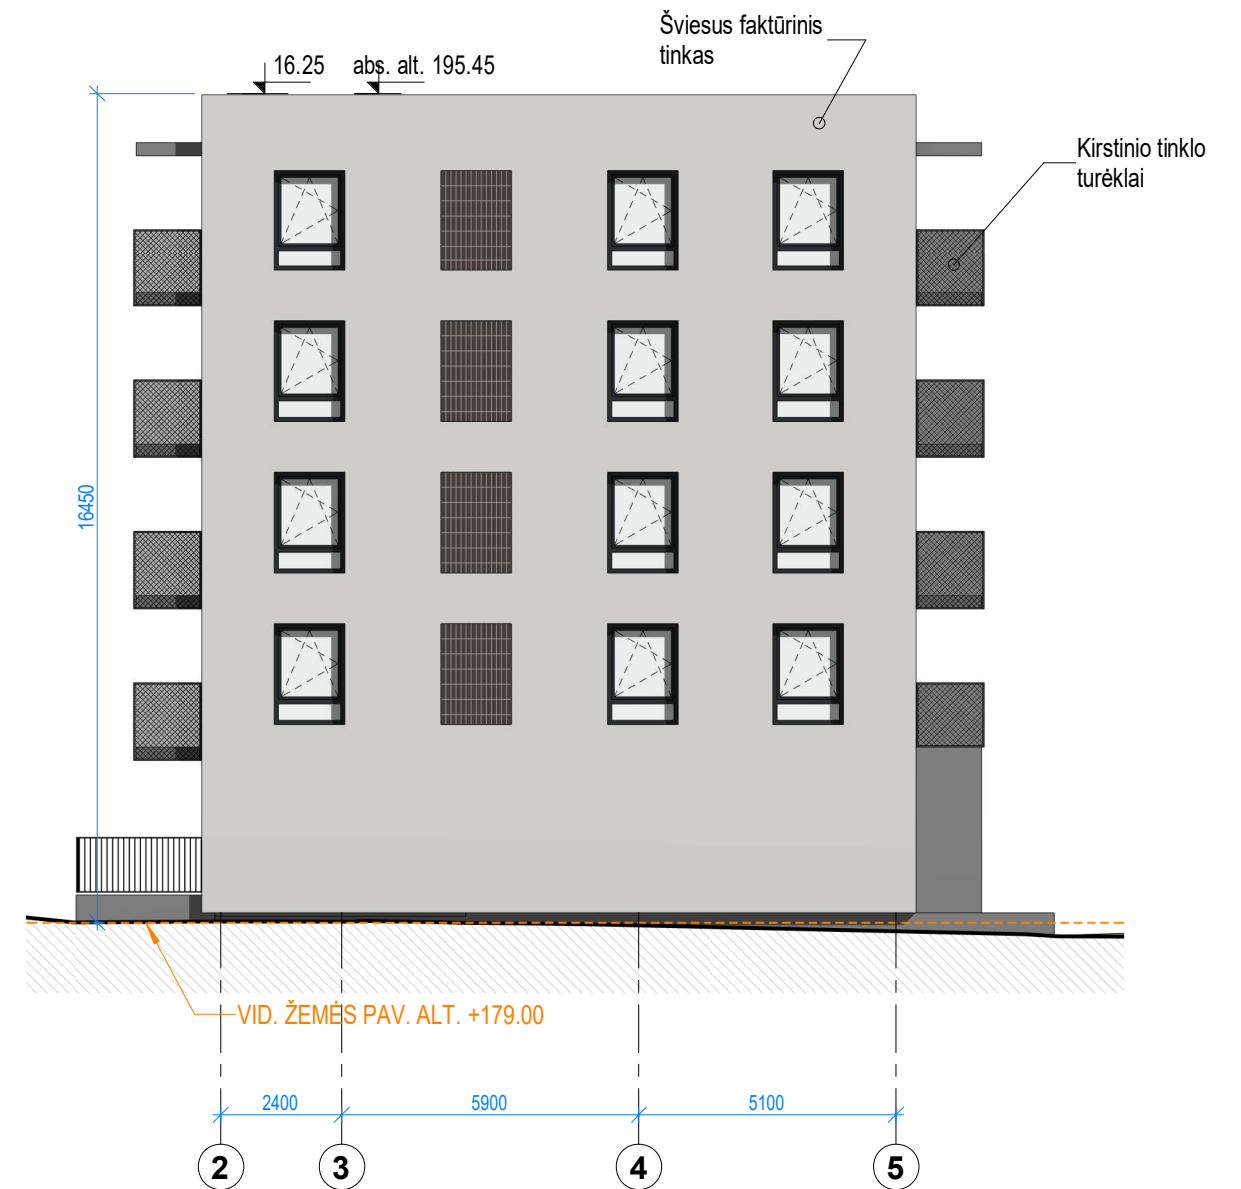 Šviesus faktūrinis
tinkas
16.25
abs. alt. 195.45
Kirstinio tinklo
turėklai
16450
VID. ŽEMĖS PAV. ALT. +179.00
2400
5900
5100
2
3
4
5